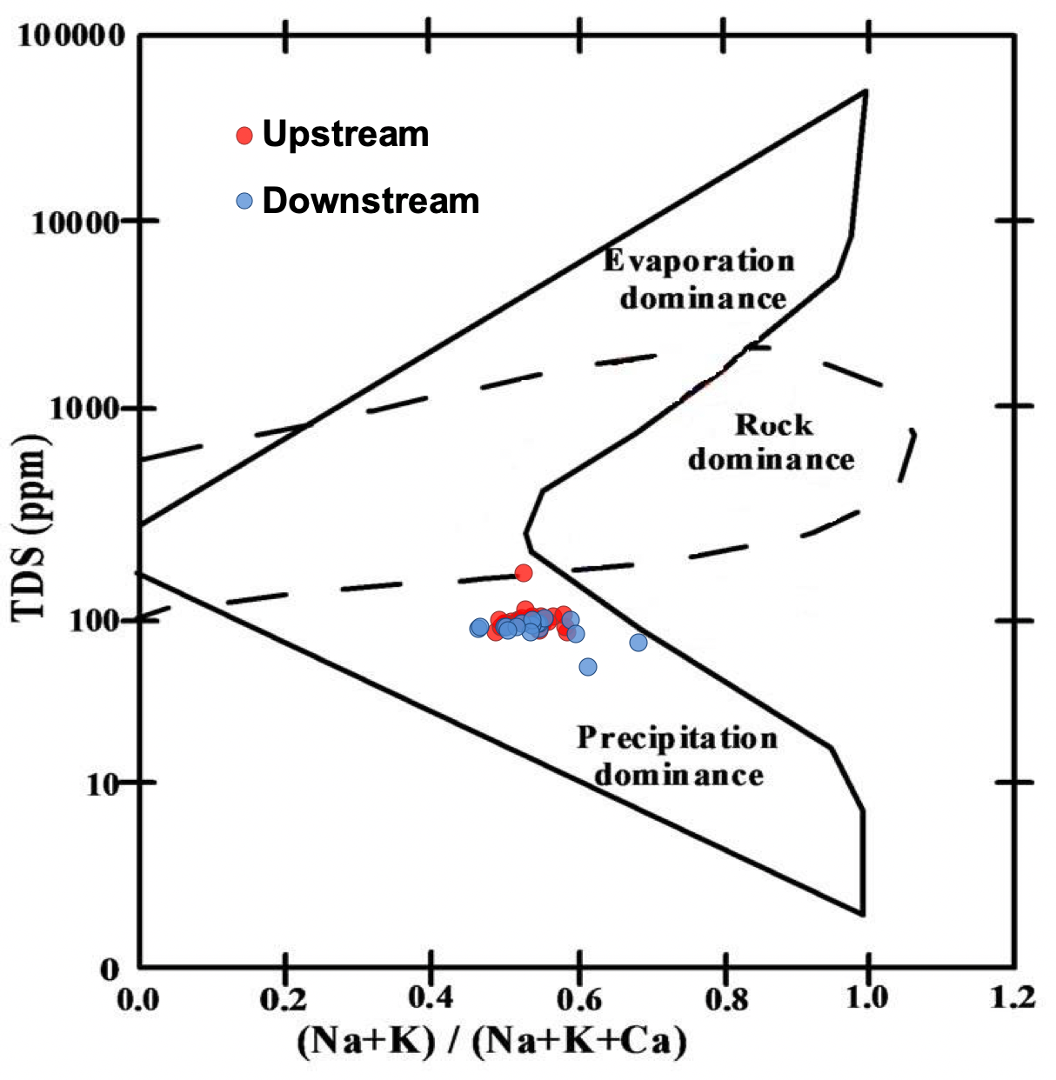 100000
Upstream
Downstream
10000
Evaporation
dominance
1000
Rock
dominance
TDS (ppm)
100
Precipitation
dominance
10
0
0.0 0.2 0.4 0.6 0.8 1.0 1.2
(Na+K) / (Na+K+Ca)